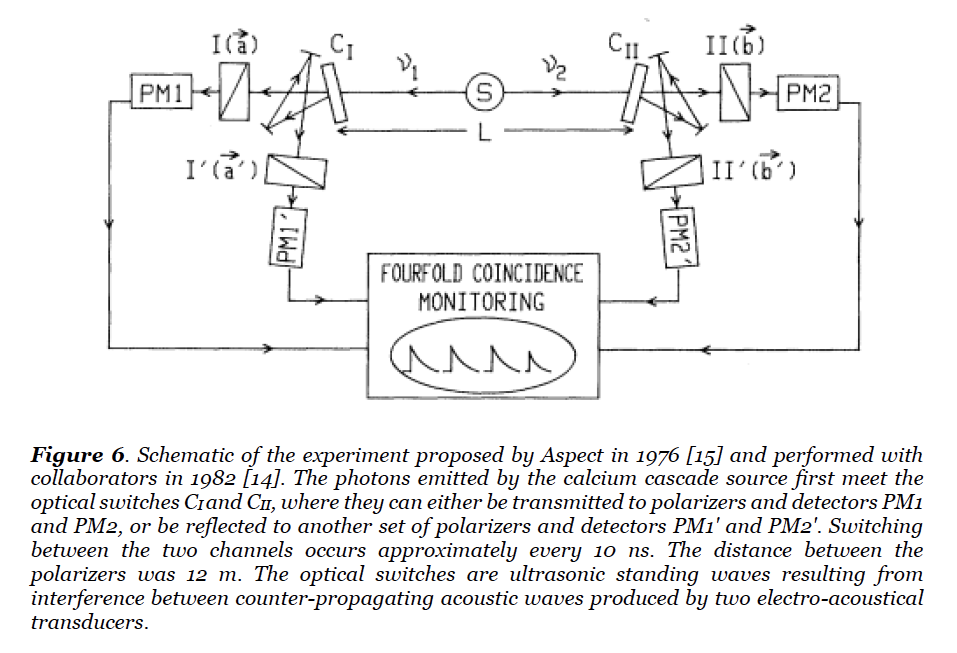 I(a⃗)
C_I
ν₁
S
ν₂
C_II
II(b⃗)
PM1
PM2
L
I′(a⃗′)
II′(b⃗′)
PM1′
PM2′
FOURFOLD COINCIDENCE
MONITORING
Figure 6. Schematic of the experiment proposed by Aspect in 1976 [15] and performed with
collaborators in 1982 [14]. The photons emitted by the calcium cascade source first meet the
optical switches C_I and C_II, where they can either be transmitted to polarizers and detectors PM1
and PM2, or be reflected to another set of polarizers and detectors PM1' and PM2'. Switching
between the two channels occurs approximately every 10 ns. The distance between the
polarizers was 12 m. The optical switches are ultrasonic standing waves resulting from
interference between counter-propagating acoustic waves produced by two electro-acoustical
transducers.